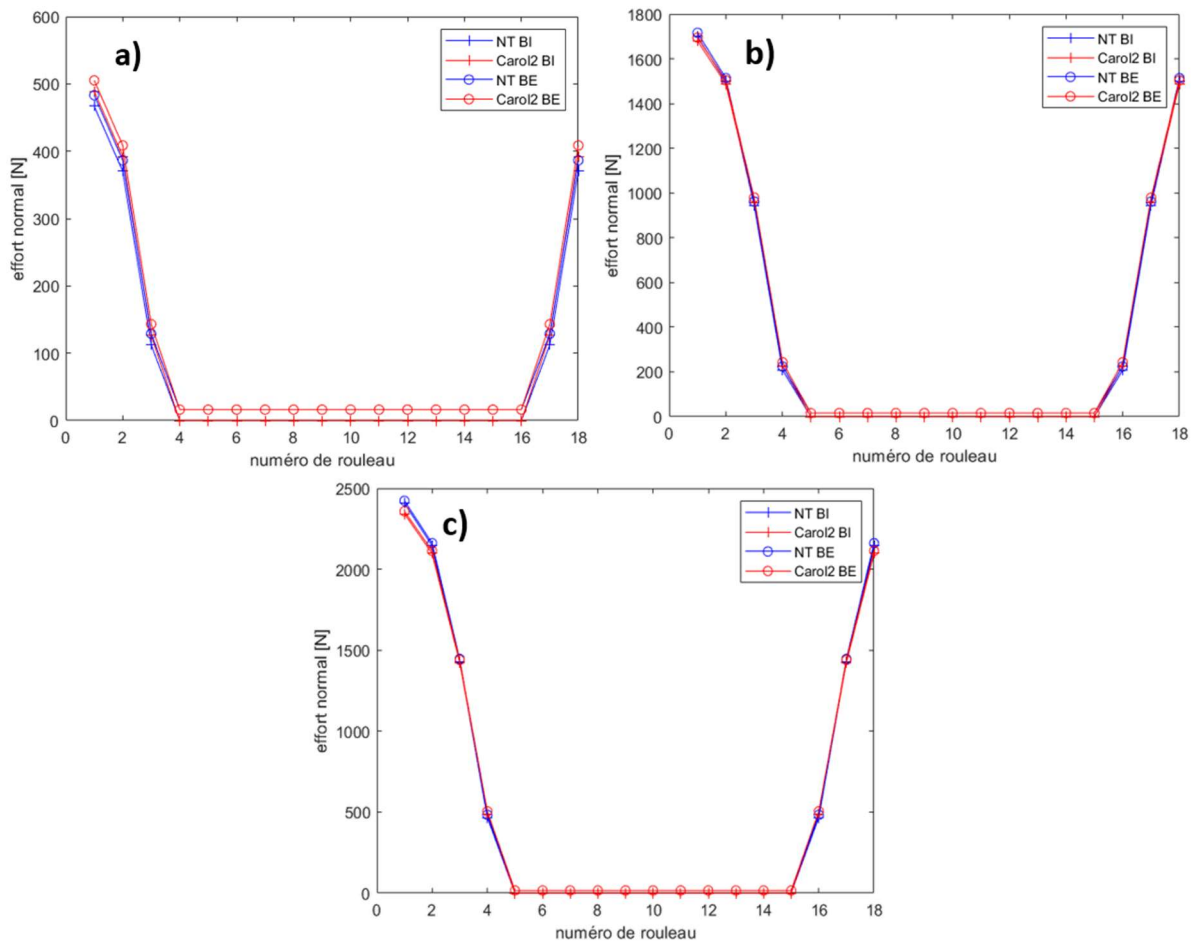 a)
600
500
400
300
200
100
0
effort normal [N]
NT BI
Carol2 BI
NT BE
Carol2 BE
0 2 4 6 8 10 12 14 16 18
numéro de rouleau
b)
1800
1600
1400
1200
1000
800
600
400
200
0
effort normal [N]
NT BI
Carol2 BI
NT BE
Carol2 BE
0 2 4 6 8 10 12 14 16 18
numéro de rouleau
c)
2500
2000
1500
1000
500
0
effort normal [N]
NT BI
Carol2 BI
NT BE
Carol2 BE
0 2 4 6 8 10 12 14 16 18
numéro de rouleau